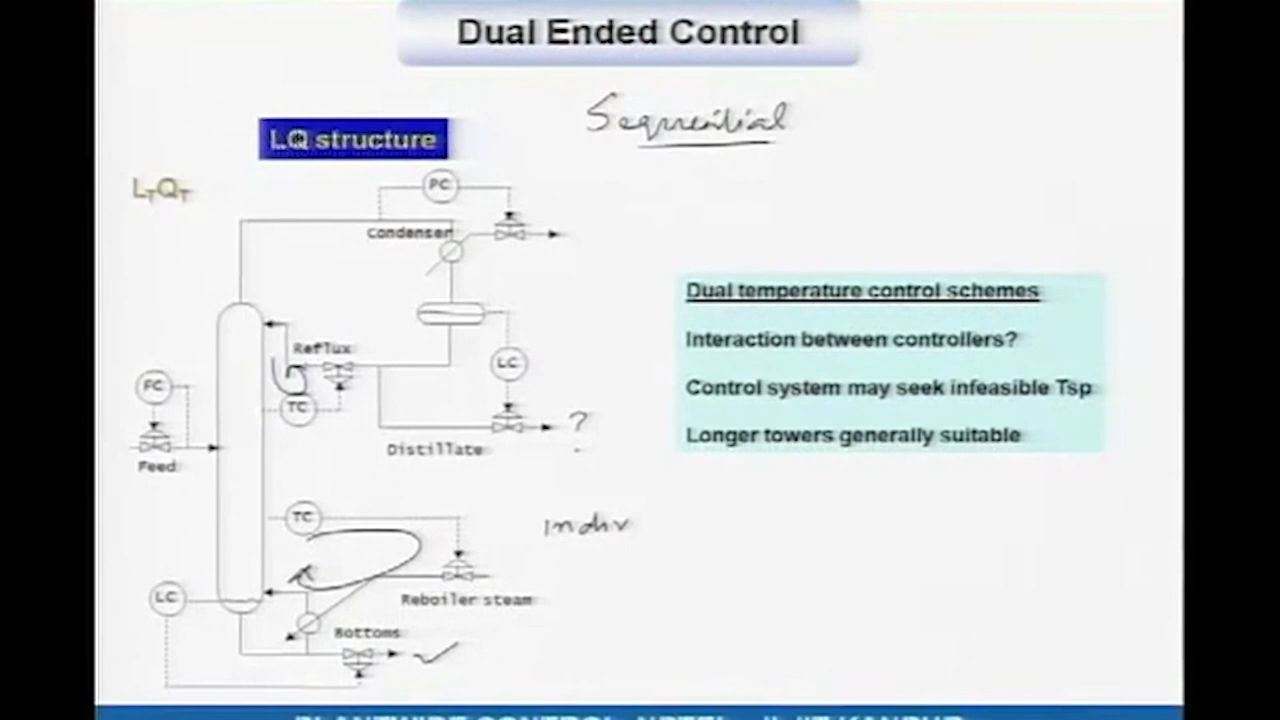 Dual Ended Control
Sequential
LQ structure
LTQT
PC
Condenser
Reflux
LC
FC
TC
Feed
Distillate
?
Dual temperature control schemes
Interaction between controllers?
Control system may seek infeasible Tsp
Longer towers generally suitable
TC
indiv
LC
Reboiler steam
Bottoms